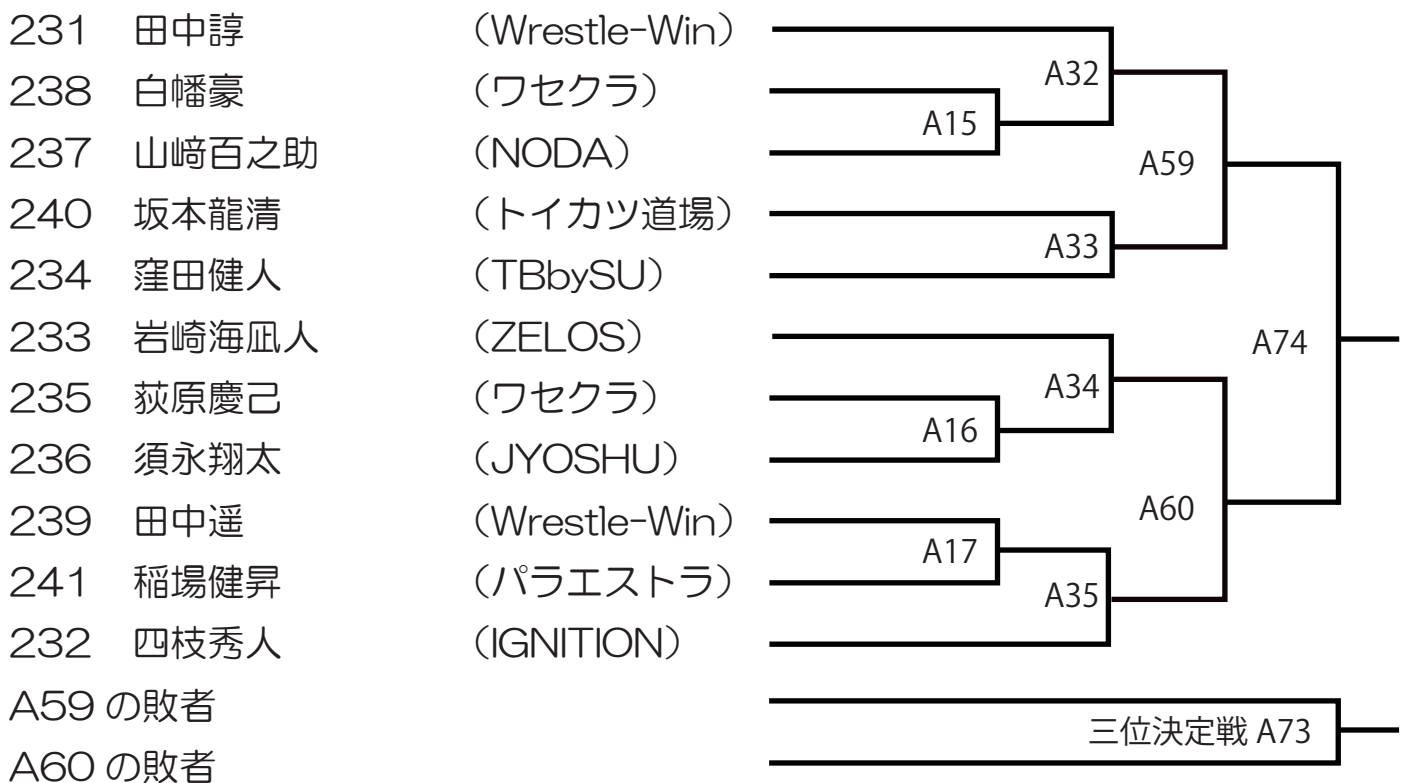 231 田中諄 (Wrestle-Win)
238 白幡豪 (ワセクラ)
A32
A15
237 山﨑百之助 (NODA)
A59
240 坂本龍清 (トイカツ道場)
A33
234 窪田健人 (TBbySU)
233 岩崎海凪人 (ZELOS)
A74
235 荻原慶己 (ワセクラ)
A34
A16
236 須永翔太 (JYOSHU)
239 田中遥 (Wrestle-Win)
A60
A17
241 稲場健昇 (パラエストラ)
A35
232 四枝秀人 (IGNITION)
A59 の敗者
三位決定戦 A73
A60 の敗者